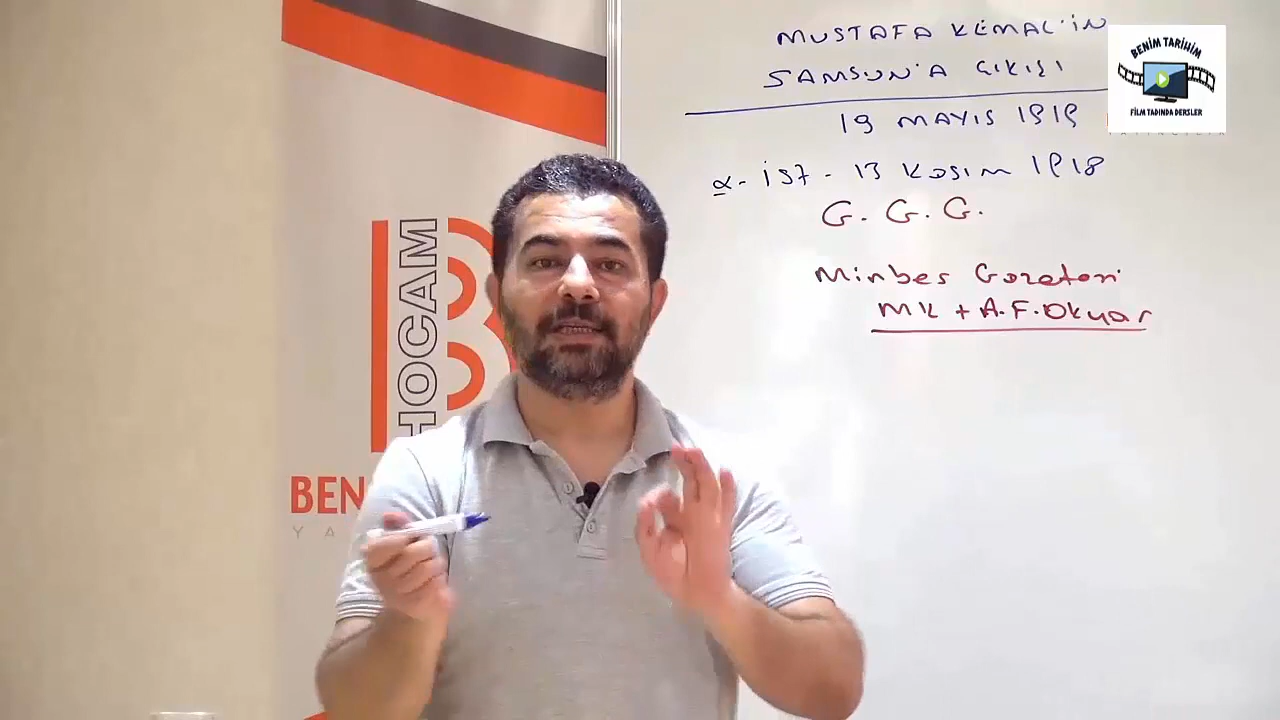 MUSTAFA KEMAL'İN
SAMSUN'A ÇIKIŞI
19 MAYIS 1919
α- İST - 13 Kasım 1918
G. G. G.
Minber Gazetesi
MK + A.F.Okyar
BENİM TARİHİM
FİLM TADINDA DERSLER
HOCAM
B
BEN
Y A